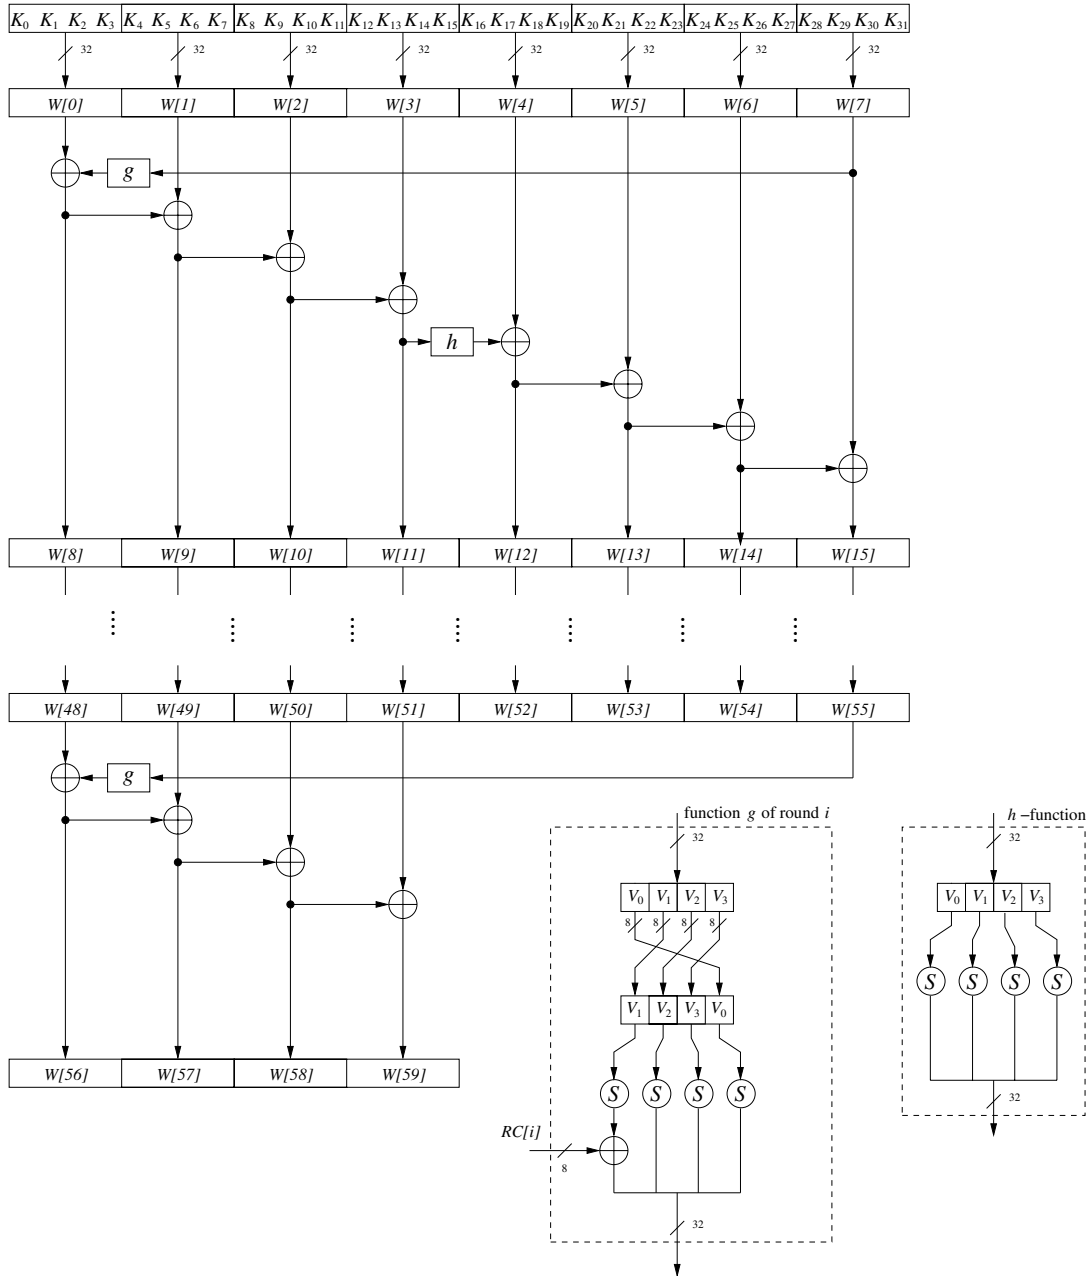 K₀ K₁ K₂ K₃ K₄ K₅ K₆ K₇ K₈ K₉ K₁₀ K₁₁ K₁₂ K₁₃ K₁₄ K₁₅ K₁₆ K₁₇ K₁₈ K₁₉ K₂₀ K₂₁ K₂₂ K₂₃ K₂₄ K₂₅ K₂₆ K₂₇ K₂₈ K₂₉ K₃₀ K₃₁
32 32 32 32 32 32 32 32
W[0] W[1] W[2] W[3] W[4] W[5] W[6] W[7]
g
h
W[8] W[9] W[10] W[11] W[12] W[13] W[14] W[15]
W[48] W[49] W[50] W[51] W[52] W[53] W[54] W[55]
g
function g of round i
32
V₀ V₁ V₂ V₃
8 8 8 8
V₁ V₂ V₃ V₀
S S S S
RC[i]
8
32
h –function
32
V₀ V₁ V₂ V₃
S S S S
32
W[56] W[57] W[58] W[59]